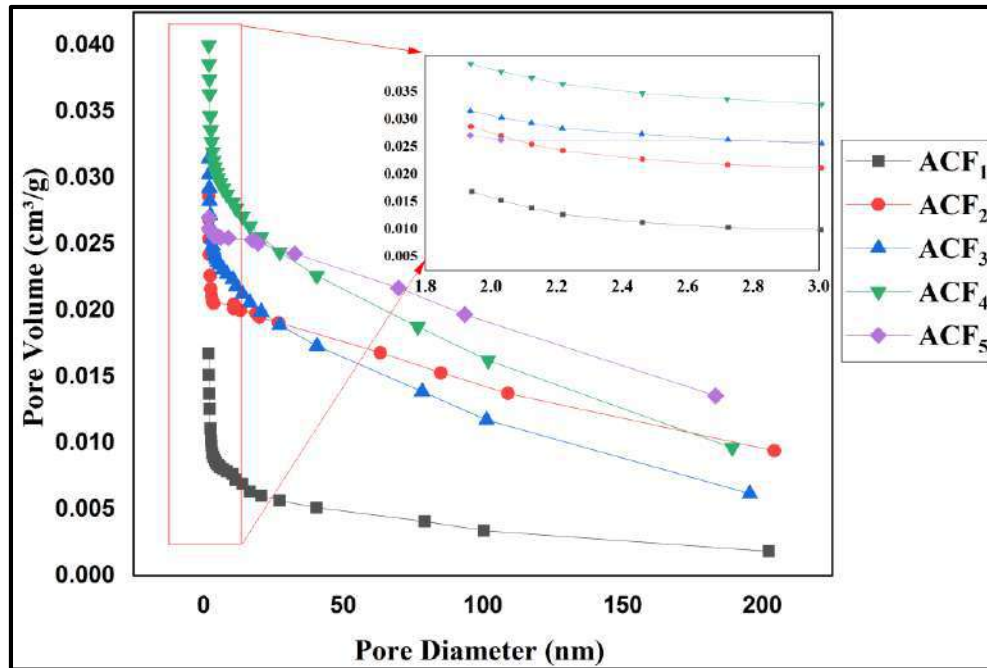 0.040
0.035
0.030
0.025
0.020
0.015
0.010
0.005
0.000
Pore Volume (cm³/g)
0 50 100 150 200
Pore Diameter (nm)
0.035
0.030
0.025
0.020
0.015
0.010
0.005
1.8 2.0 2.2 2.4 2.6 2.8 3.0
ACF₁
ACF₂
ACF₃
ACF₄
ACF₅